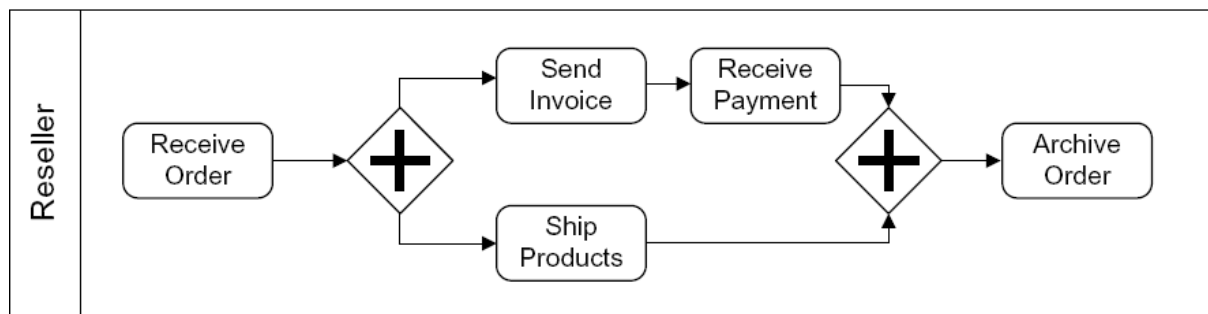 Reseller
Receive
Order
Send
Invoice
Receive
Payment
Ship
Products
Archive
Order